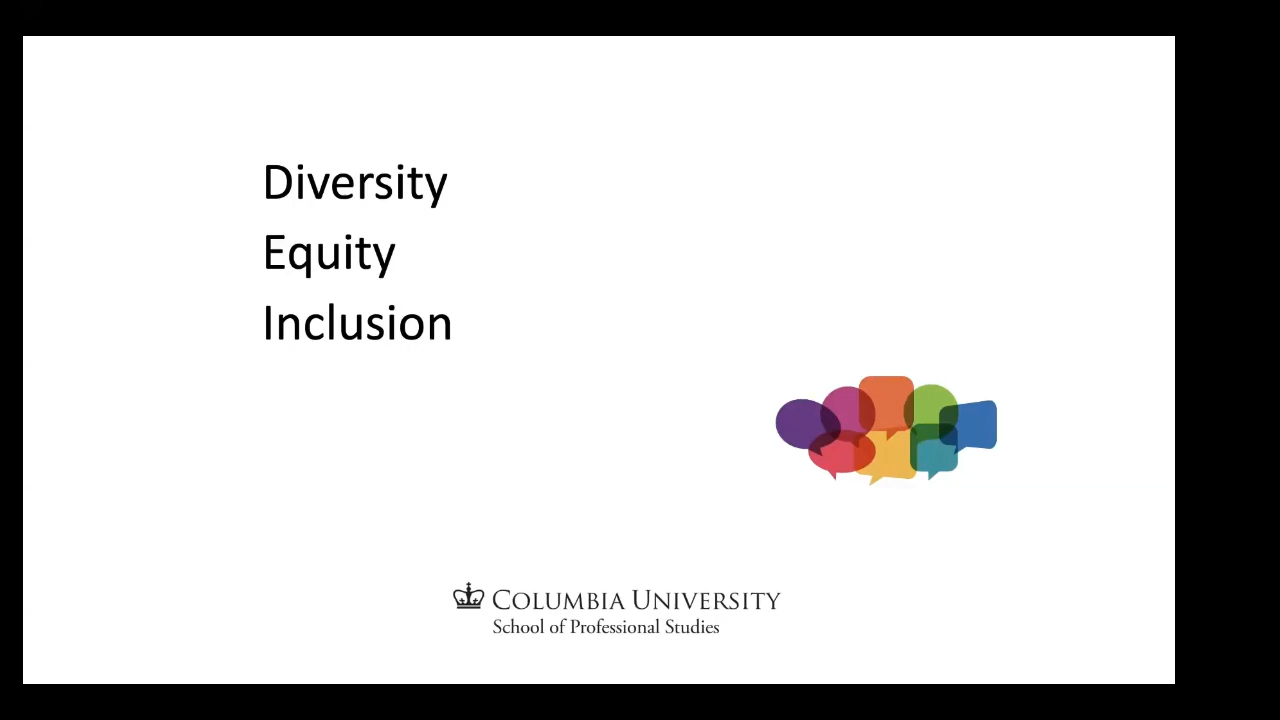 Diversity
Equity
Inclusion
COLUMBIA UNIVERSITY
School of Professional Studies